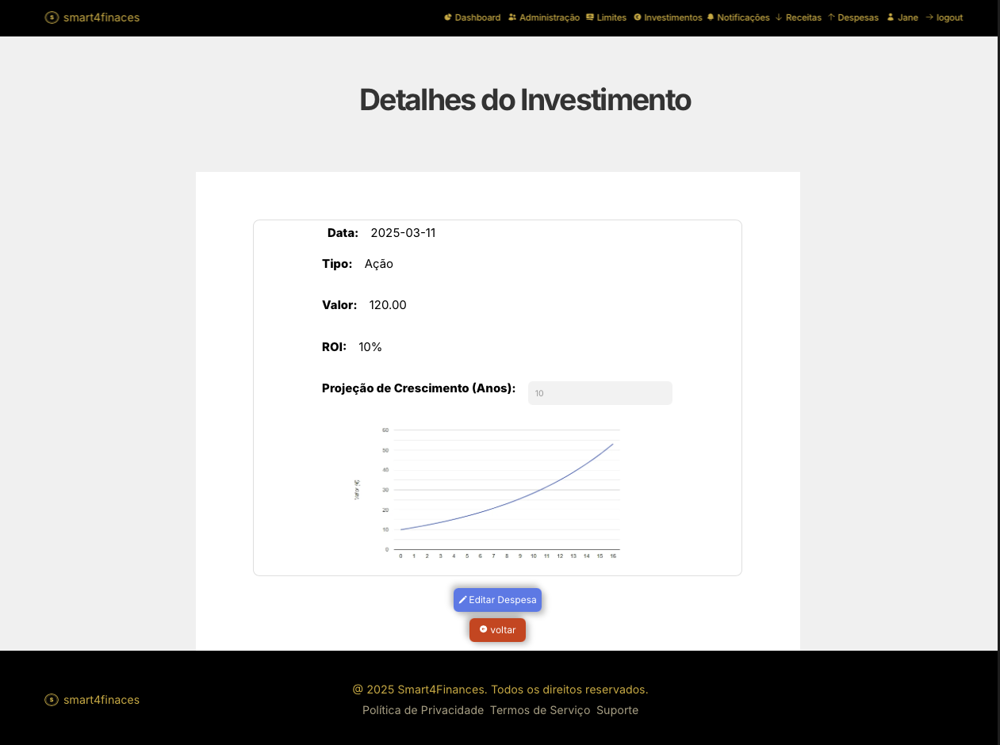 smart4finaces Dashboard Administração Limites Investimentos Notificações Receitas Despesas Jane logout
Detalhes do Investimento
Data: 2025-03-11
Tipo: Ação
Valor: 120.00
ROI: 10%
Projeção de Crescimento (Anos): 10
60
50
40
Valor (€)
30
20
10
0
0 1 2 3 4 5 6 7 8 9 10 11 12 13 14 15 16
Editar Despesa
voltar
@ 2025 Smart4Finances. Todos os direitos reservados.
smart4finaces
Política de Privacidade Termos de Serviço Suporte